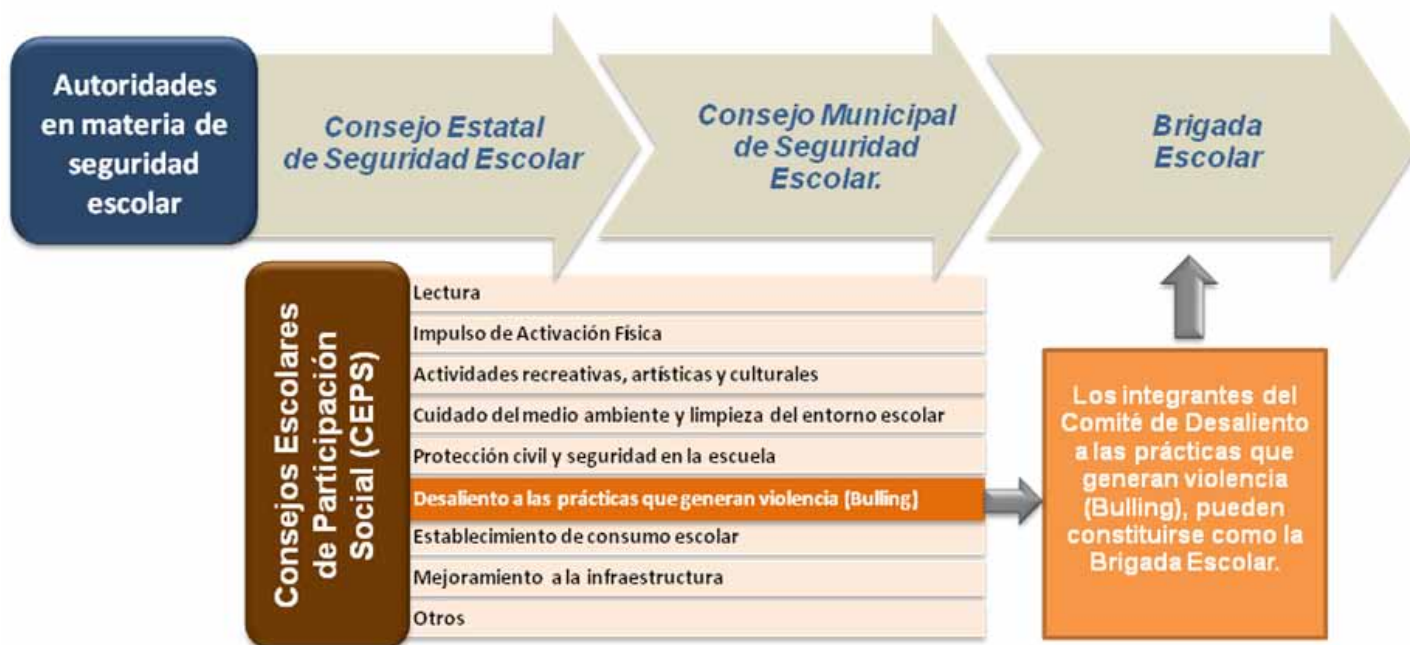 Autoridades
en materia de
seguridad
escolar
Consejo Estatal
de Seguridad Escolar
Consejo Municipal
de Seguridad
Escolar.
Brigada
Escolar
Consejos Escolares
de Participación
Social (CEPS)
Lectura
Impulso de Activación Física
Actividades recreativas, artísticas y culturales
Cuidado del medio ambiente y limpieza del entorno escolar
Protección civil y seguridad en la escuela
Desaliento a las prácticas que generan violencia (Bulling)
Establecimiento de consumo escolar
Mejoramiento a la infraestructura
Otros
Los integrantes del
Comité de Desaliento
a las prácticas que
generan violencia
(Bulling), pueden
constituirse como la
Brigada Escolar.